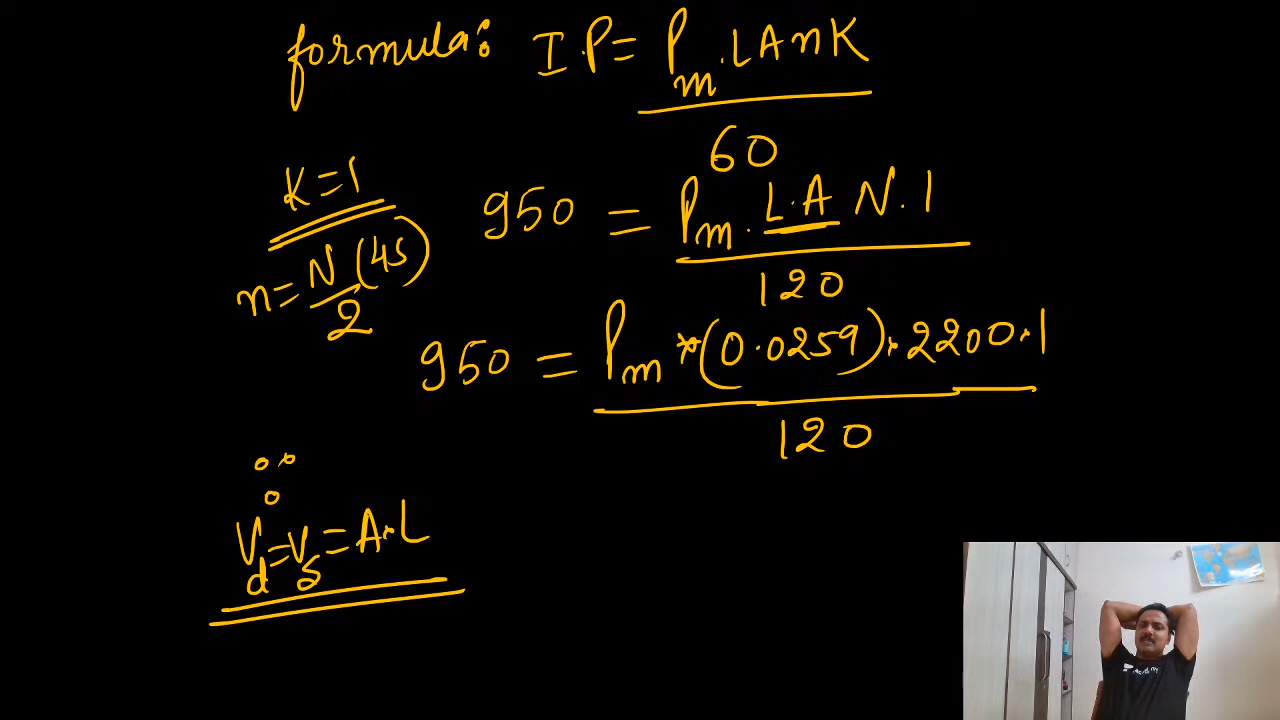 formula: I.P = Pm.LAnK
60
K=1
950 = Pm.L.A N.1
120
n=N/2 (4S)
950 = Pm*(0.0259)*2200*1
120
Vd=Vs=A*L